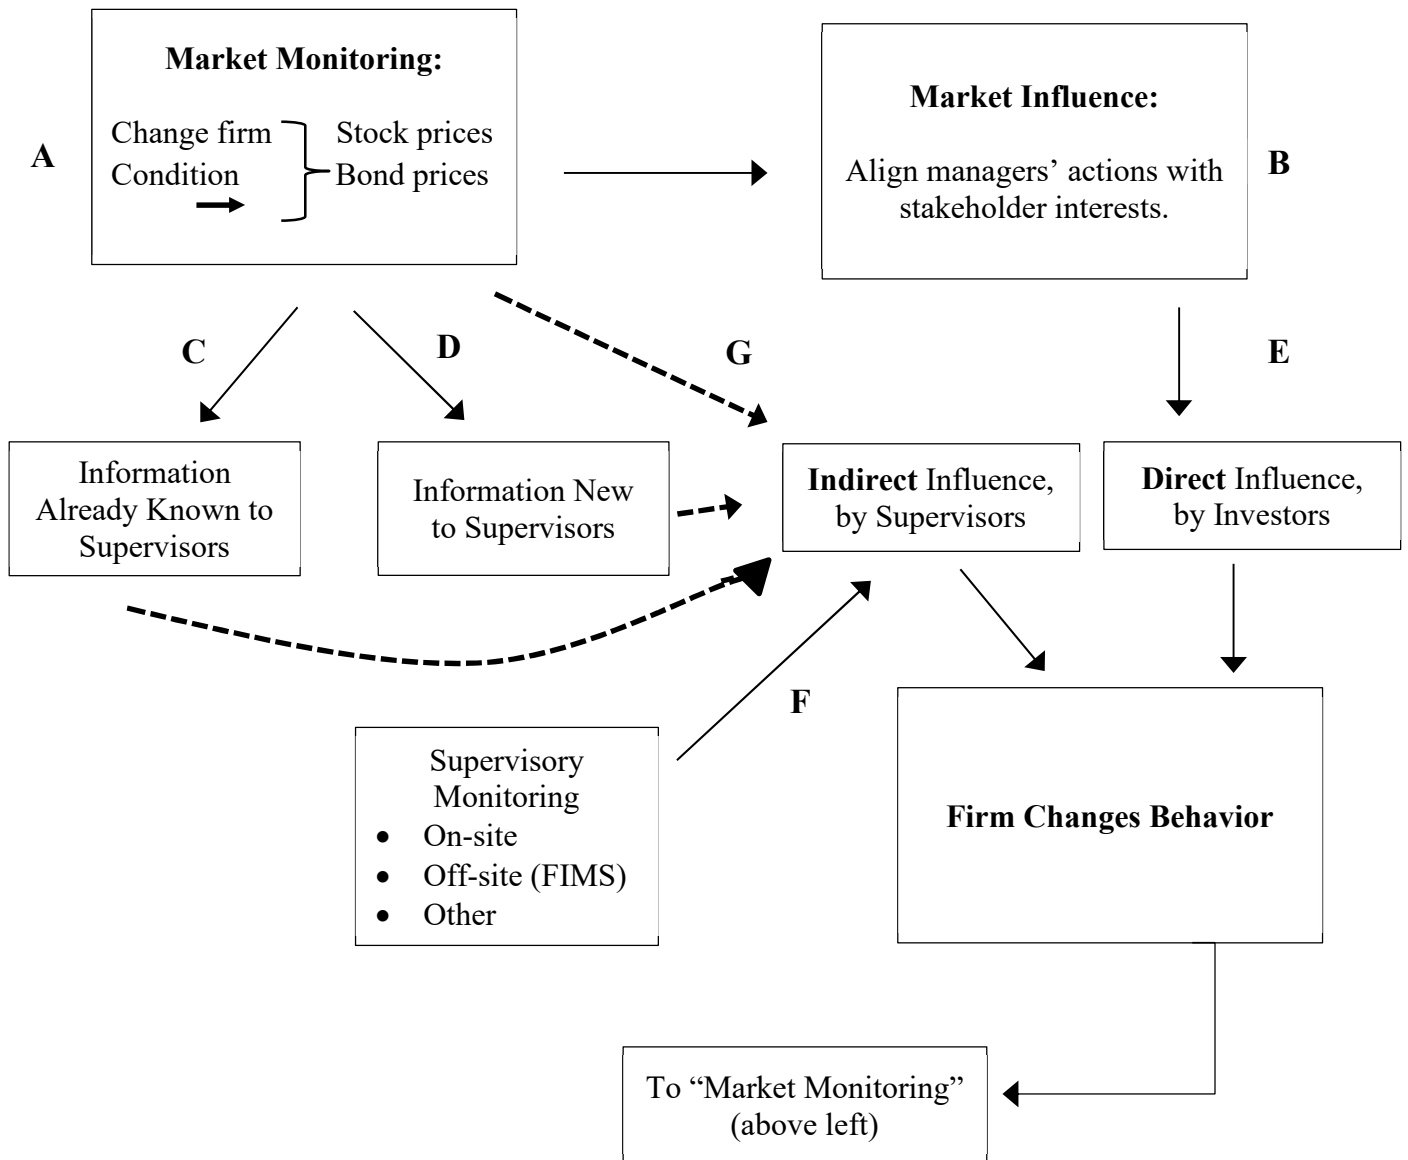 Market Monitoring:
Change firm
Condition
Stock prices
Bond prices
A
Market Influence:
Align managers’ actions with
stakeholder interests.
B
C
D
G
E
Information
Already Known to
Supervisors
Information New
to Supervisors
Indirect Influence,
by Supervisors
Direct Influence,
by Investors
F
Supervisory
Monitoring
• On-site
• Off-site (FIMS)
• Other
Firm Changes Behavior
To “Market Monitoring”
(above left)